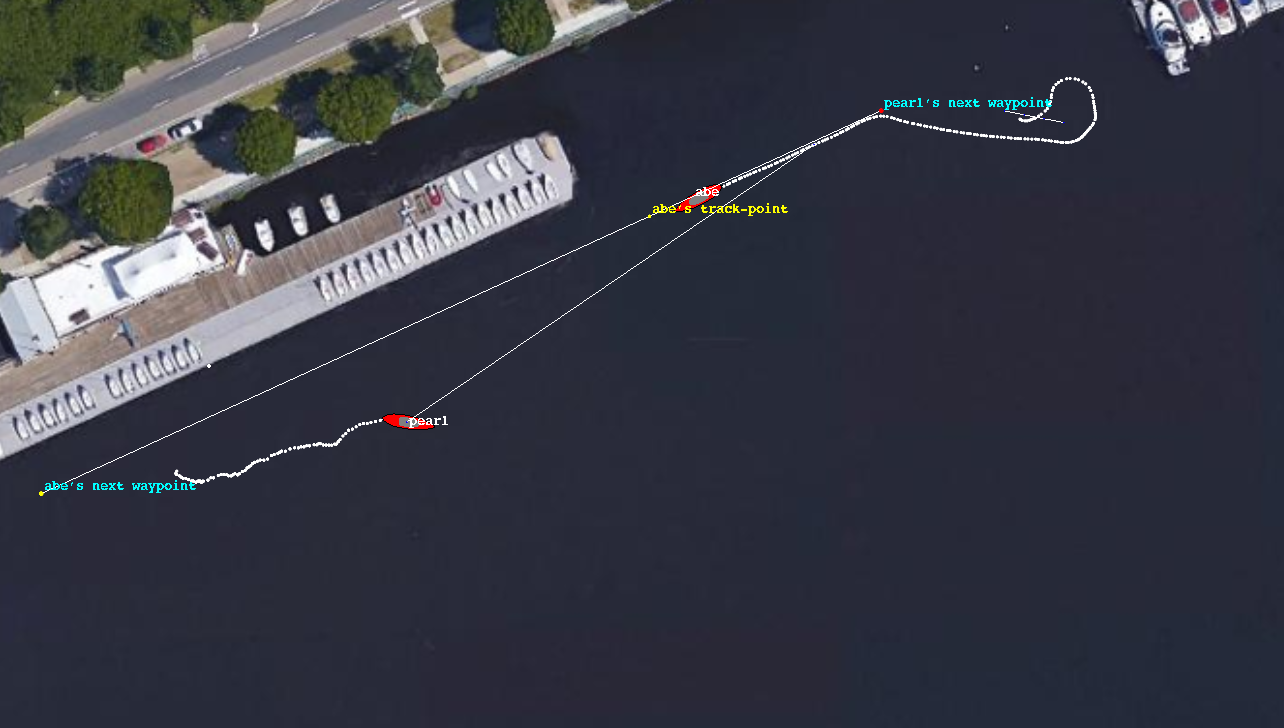 pearl's next waypoint
abe
abe's track-point
pearl
abe's next waypoint